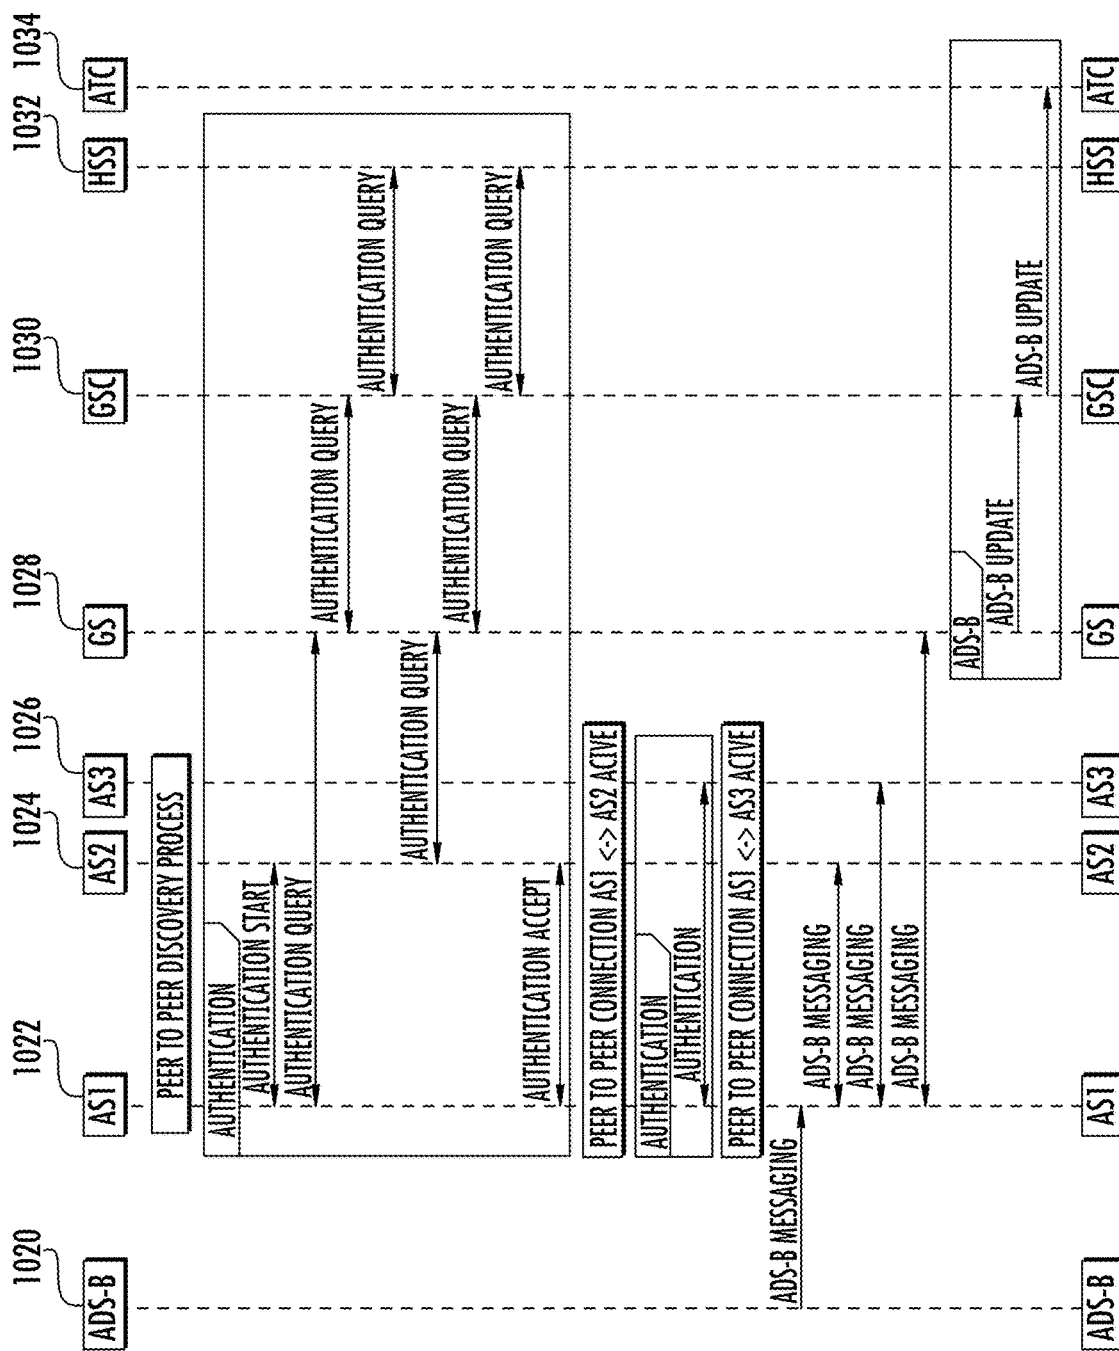 1020
1022
1024
1026
1028
1030
1032
1034
ADS-B
AS1
AS2
AS3
GS
GSC
HSS
ATC
PEER TO PEER DISCOVERY PROCESS
AUTHENTICATION
AUTHENTICATION START
AUTHENTICATION QUERY
AUTHENTICATION QUERY
AUTHENTICATION QUERY
AUTHENTICATION QUERY
AUTHENTICATION QUERY
AUTHENTICATION QUERY
AUTHENTICATION ACCEPT
PEER TO PEER CONNECTION AS1 <-> AS2 ACIVE
AUTHENTICATION
AUTHENTICATION
PEER TO PEER CONNECTION AS1 <-> AS3 ACIVE
ADS-B MESSAGING
ADS-B MESSAGING
ADS-B MESSAGING
ADS-B MESSAGING
ADS-B
ADS-B UPDATE
ADS-B UPDATE
ADS-B
AS1
AS2
AS3
GS
GSC
HSS
ATC